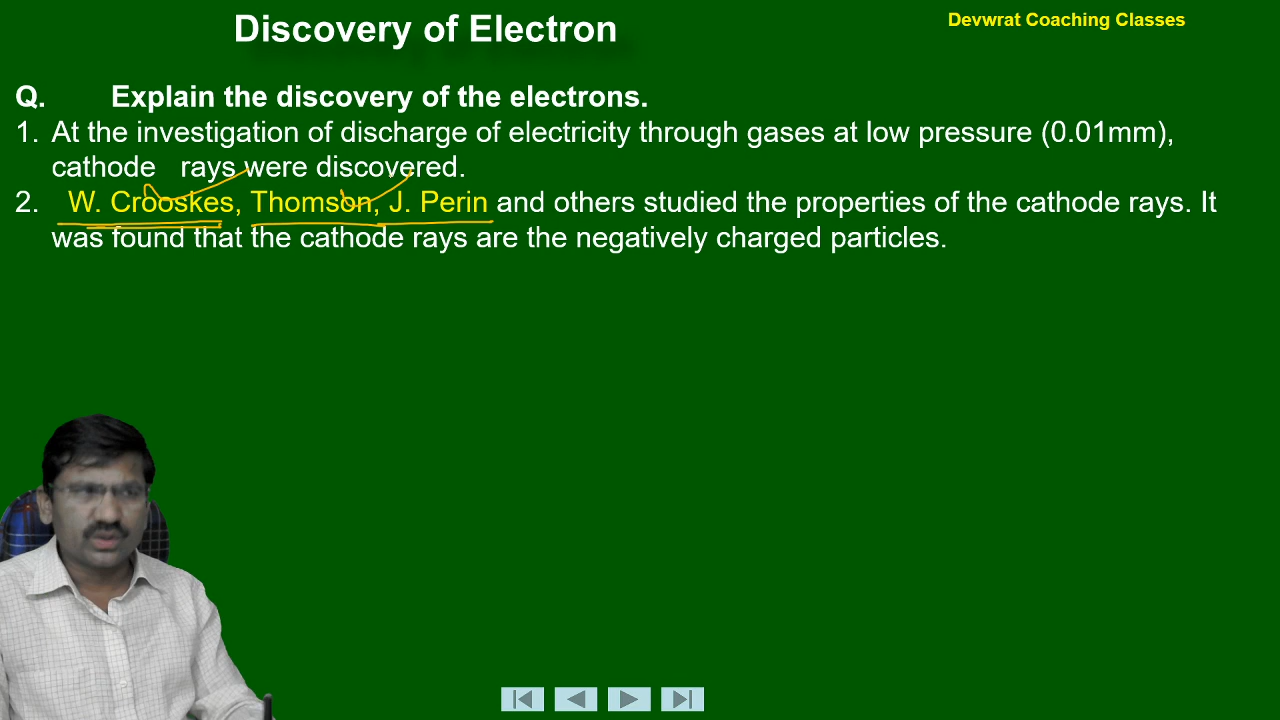 Discovery of Electron
Devwrat Coaching Classes
Q. Explain the discovery of the electrons.
1. At the investigation of discharge of electricity through gases at low pressure (0.01mm),
cathode rays were discovered.
2. W. Crooskes, Thomson, J. Perin and others studied the properties of the cathode rays. It
was found that the cathode rays are the negatively charged particles.